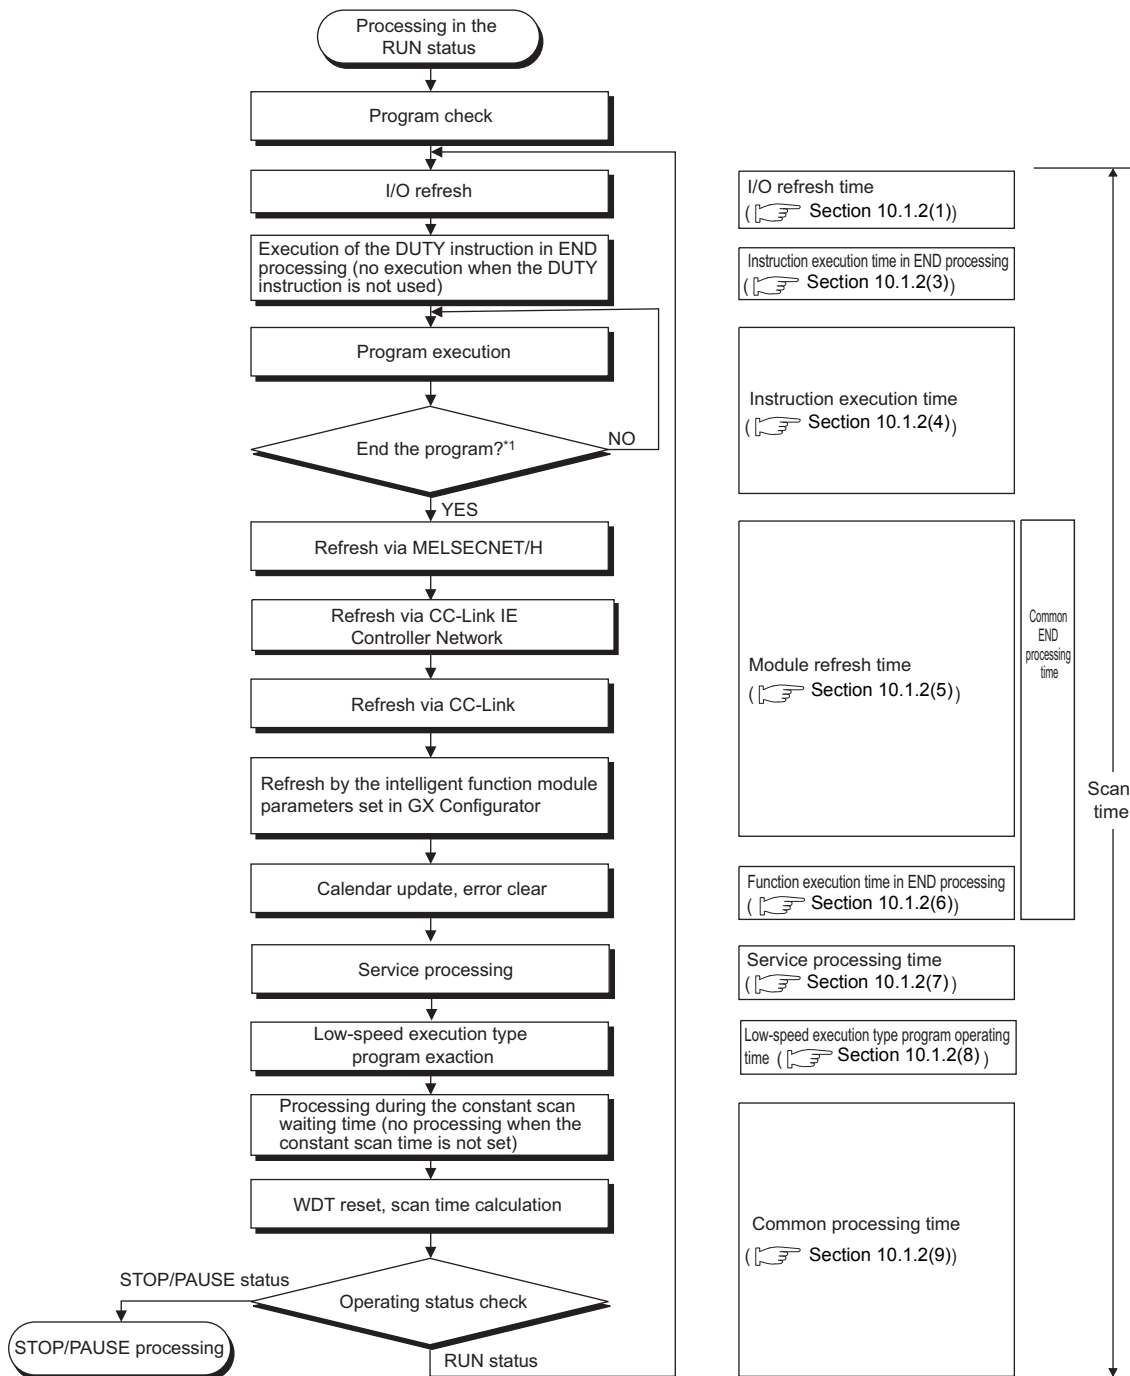 Processing in the
RUN status
Program check
I/O refresh
Execution of the DUTY instruction in END
processing (no execution when the DUTY
instruction is not used)
Program execution
End the program?*1
NO
YES
Refresh via MELSECNET/H
Refresh via CC-Link IE
Controller Network
Refresh via CC-Link
Refresh by the intelligent function module
parameters set in GX Configurator
Calendar update, error clear
Service processing
Low-speed execution type
program exaction
Processing during the constant scan
waiting time (no processing when the
constant scan time is not set)
WDT reset, scan time calculation
STOP/PAUSE status
Operating status check
STOP/PAUSE processing
RUN status
I/O refresh time
( Section 10.1.2(1))
Instruction execution time in END processing
( Section 10.1.2(3))
Instruction execution time
( Section 10.1.2(4))
Module refresh time
( Section 10.1.2(5))
Common
END
processing
time
Function execution time in END processing
( Section 10.1.2(6))
Service processing time
( Section 10.1.2(7))
Low-speed execution type program operating
time ( Section 10.1.2(8) )
Common processing time
( Section 10.1.2(9))
Scan
time